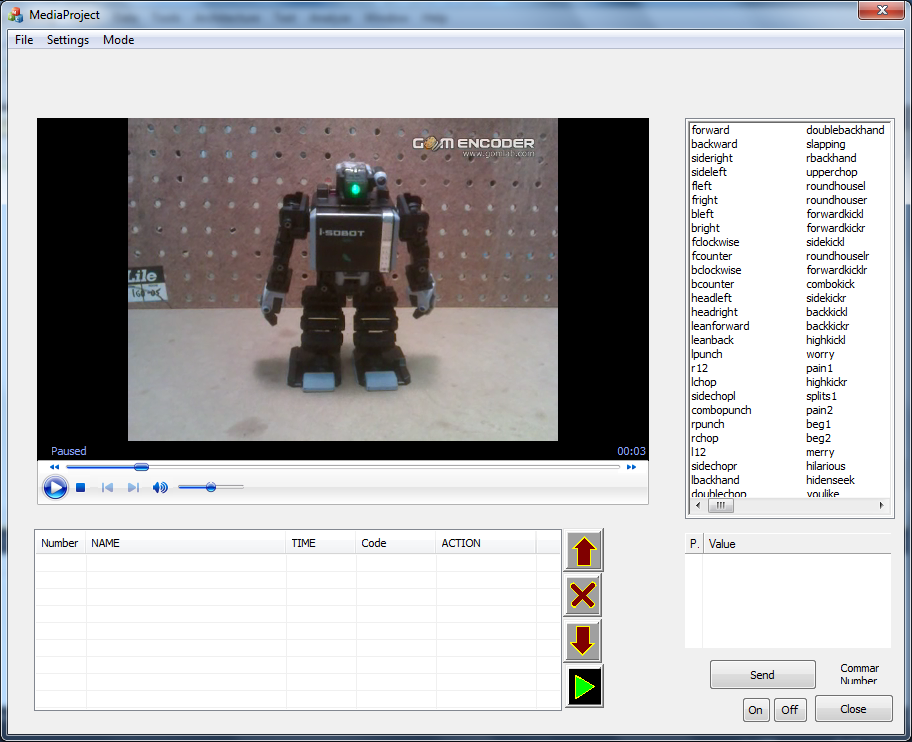 MediaProject
File Settings Mode
GOM ENCODER
www.gomlab.com
i-SOBOT
Lile
Paused 00:03
forward doublebackhand
backward slapping
sideright rbackhand
sideleft upperchop
fleft roundhousel
fright roundhouser
bleft forwardkickl
bright forwardkickr
fclockwise sidekickl
fcounter roundhouselr
bclockwise forwardkicklr
bcounter combokick
headleft sidekickr
headright backkickl
leanforward backkickr
leanback highkickl
lpunch worry
r12 pain1
lchop highkickr
sidechopl splits1
combopunch pain2
rpunch beg1
rchop beg2
l12 merry
sidechopr hilarious
lbackhand hidenseek
doublechop youlike
Number NAME TIME Code ACTION
P. Value
Send
Commar
Number
On Off Close